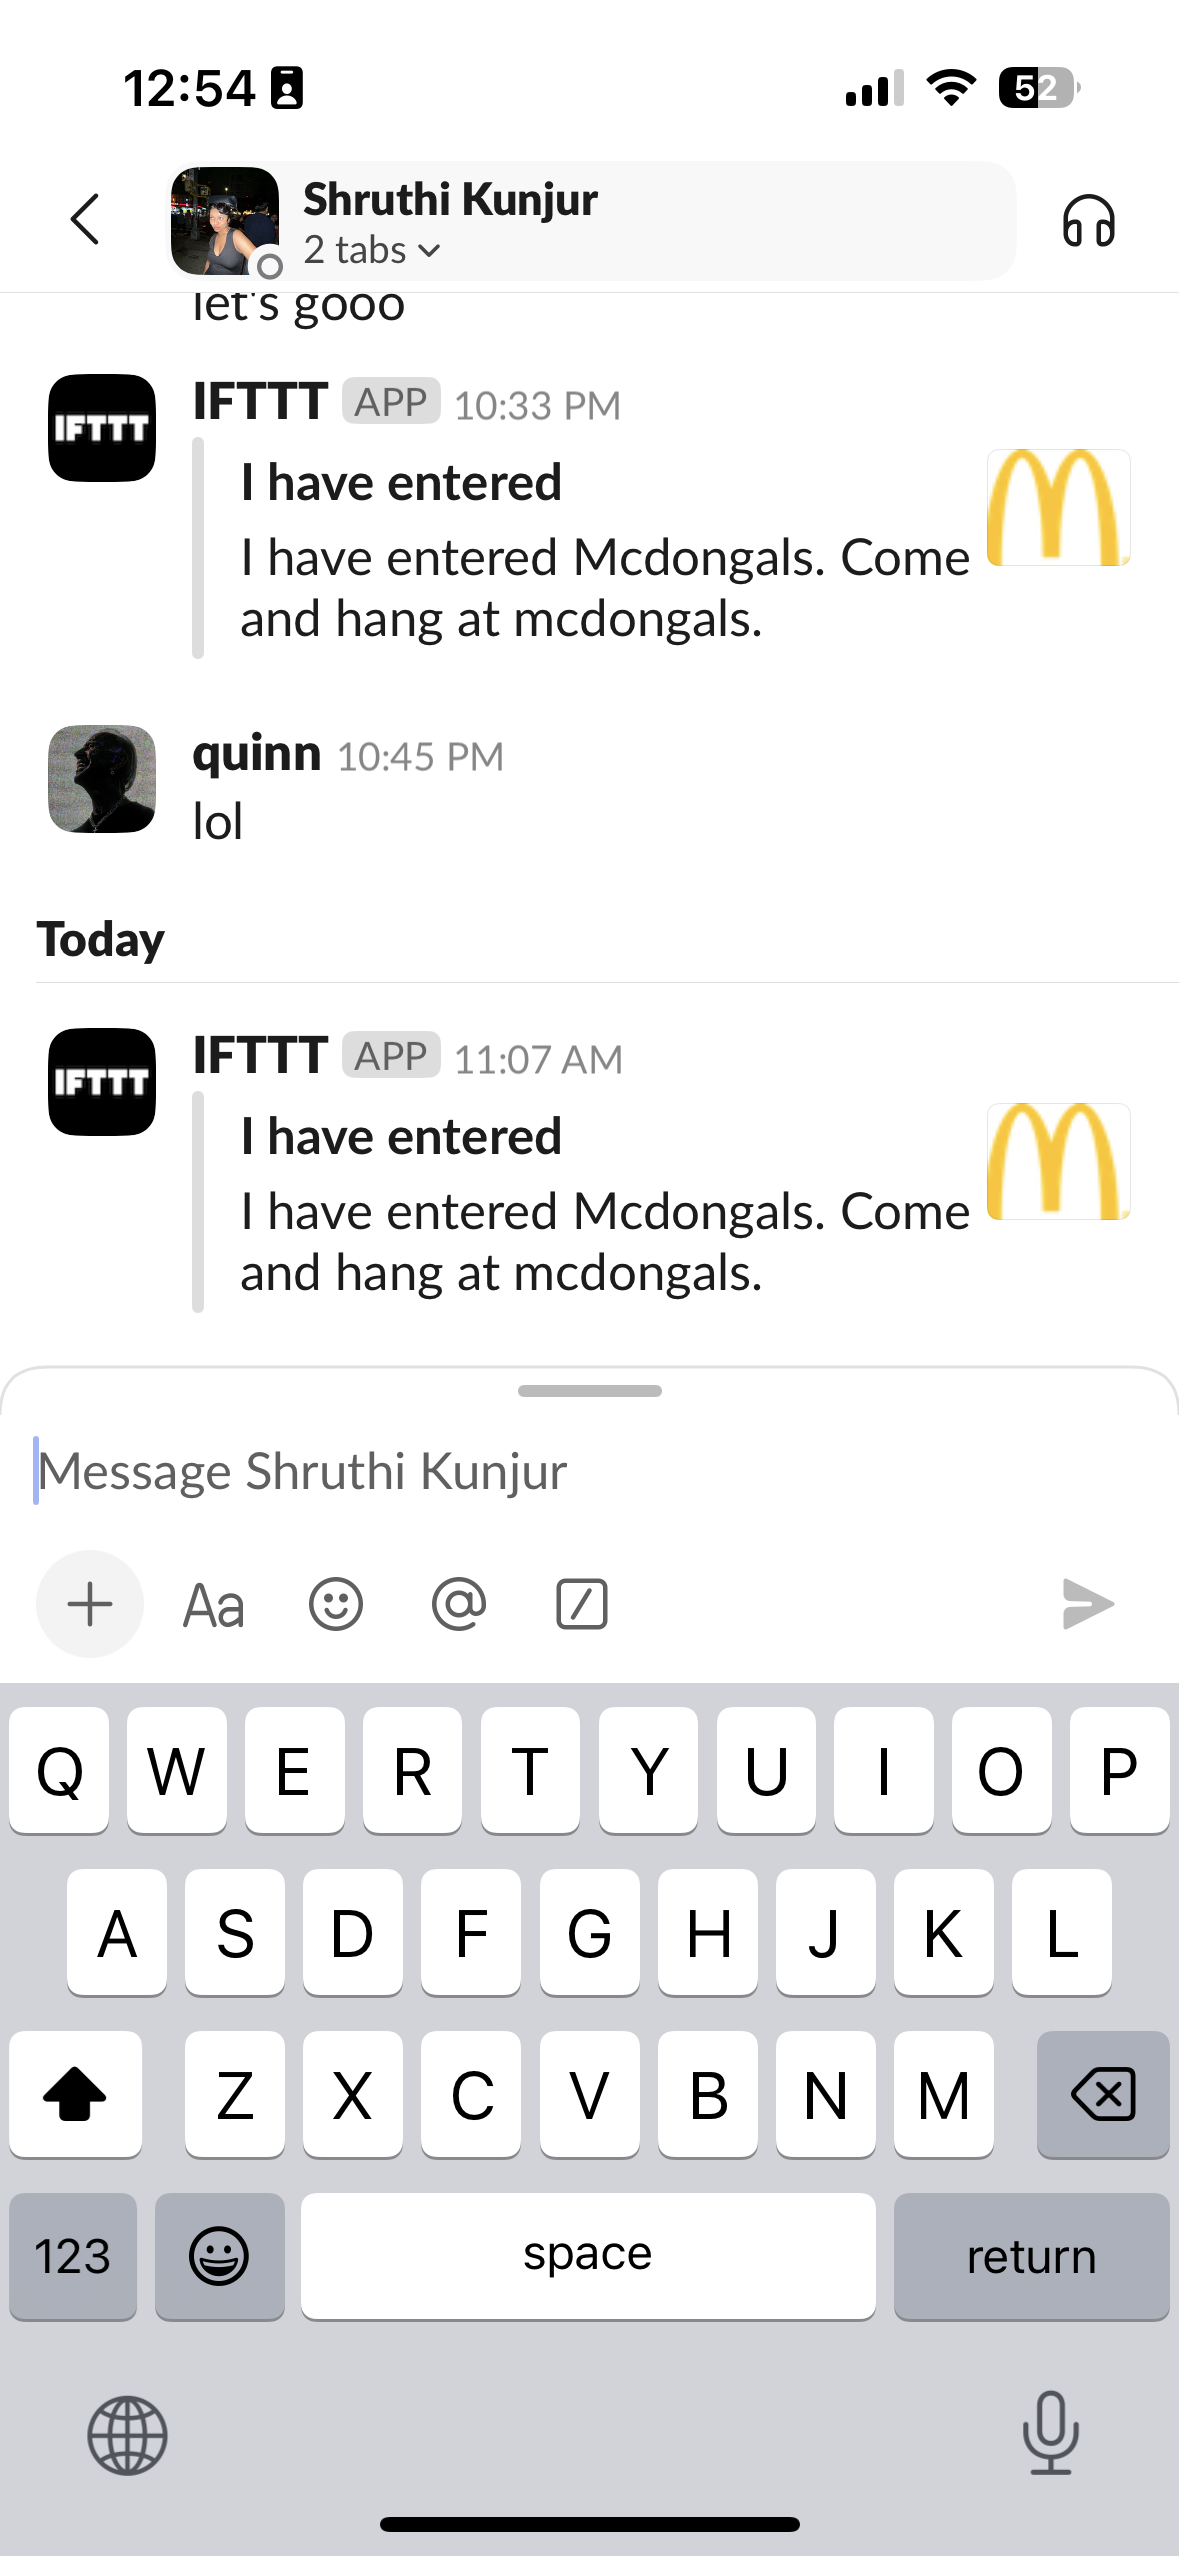 12:54
52
Shruthi Kunjur
2 tabs
let's gooo
IFTTT
IFTTT APP 10:33 PM
I have entered
I have entered Mcdongals. Come
and hang at mcdongals.
quinn 10:45 PM
lol
Today
IFTTT
IFTTT APP 11:07 AM
I have entered
I have entered Mcdongals. Come
and hang at mcdongals.
Message Shruthi Kunjur
Aa @
Q W E R T Y U I O P
A S D F G H J K L
Z X C V B N M
123 space return